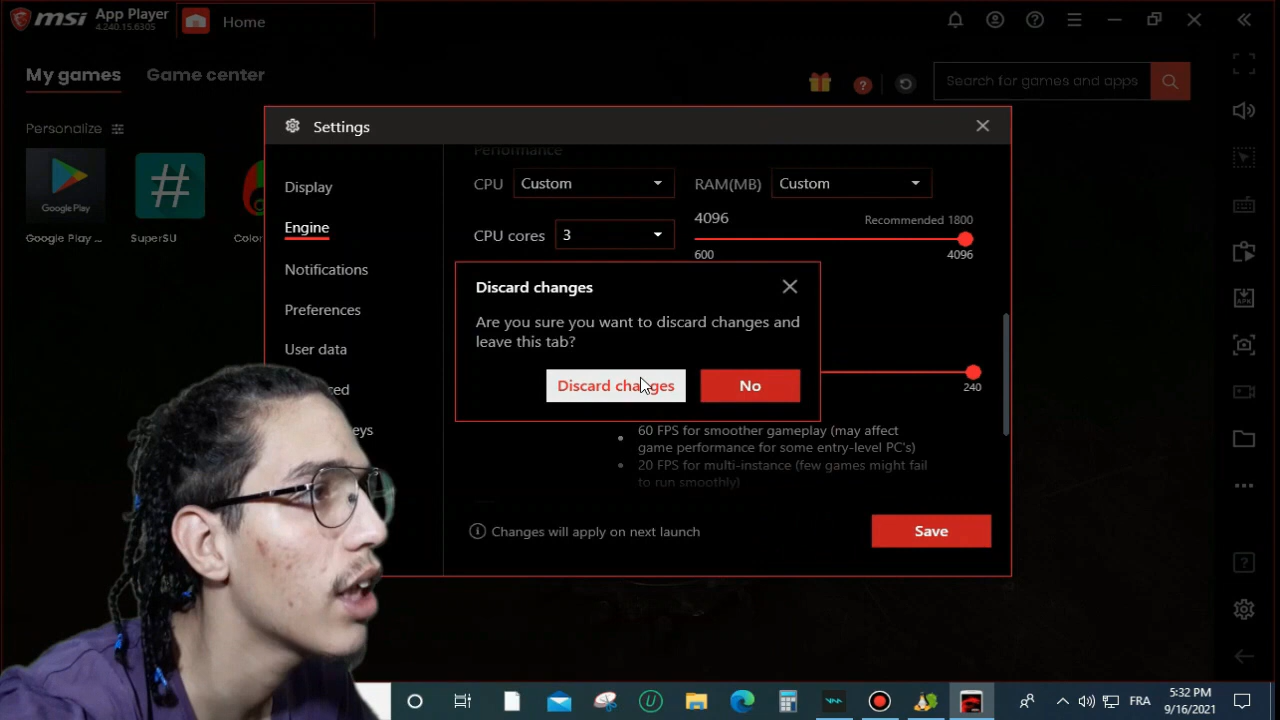 msi App Player
4.240.15.6305
Home
My games
Game center
Search for games and apps
Personalize
Google Play
Google Play ...
SuperSU
Color
Settings
Display
Engine
Notifications
Preferences
User data
Performance
CPU
Custom
RAM(MB)
Custom
CPU cores
3
4096
Recommended 1800
600
4096
Discard changes
Are you sure you want to discard changes and
leave this tab?
Discard changes
No
240
60 FPS for smoother gameplay (may affect
game performance for some entry-level PC's)
20 FPS for multi-instance (few games might fail
to run smoothly)
Changes will apply on next launch
Save
APK
FRA
5:32 PM
9/16/2021